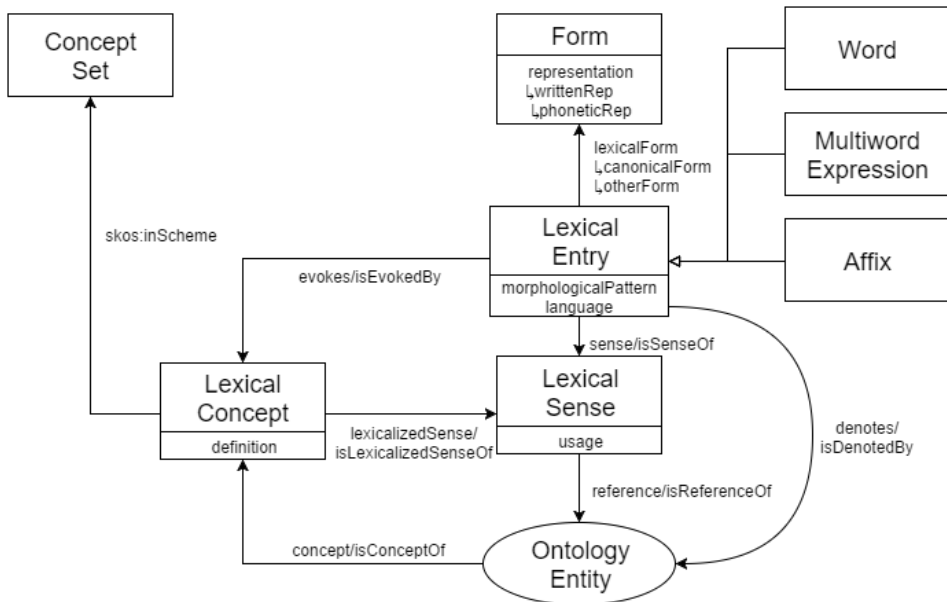 Concept
Set
Form
representation
↳writtenRep
↳phoneticRep
Word
lexicalForm
↳canonicalForm
↳otherForm
Multiword
Expression
skos:inScheme
Lexical
Entry
morphologicalPattern
language
Affix
evokes/isEvokedBy
sense/isSenseOf
Lexical
Concept
definition
lexicalizedSense/
isLexicalizedSenseOf
Lexical
Sense
usage
denotes/
isDenotedBy
reference/isReferenceOf
concept/isConceptOf
Ontology
Entity